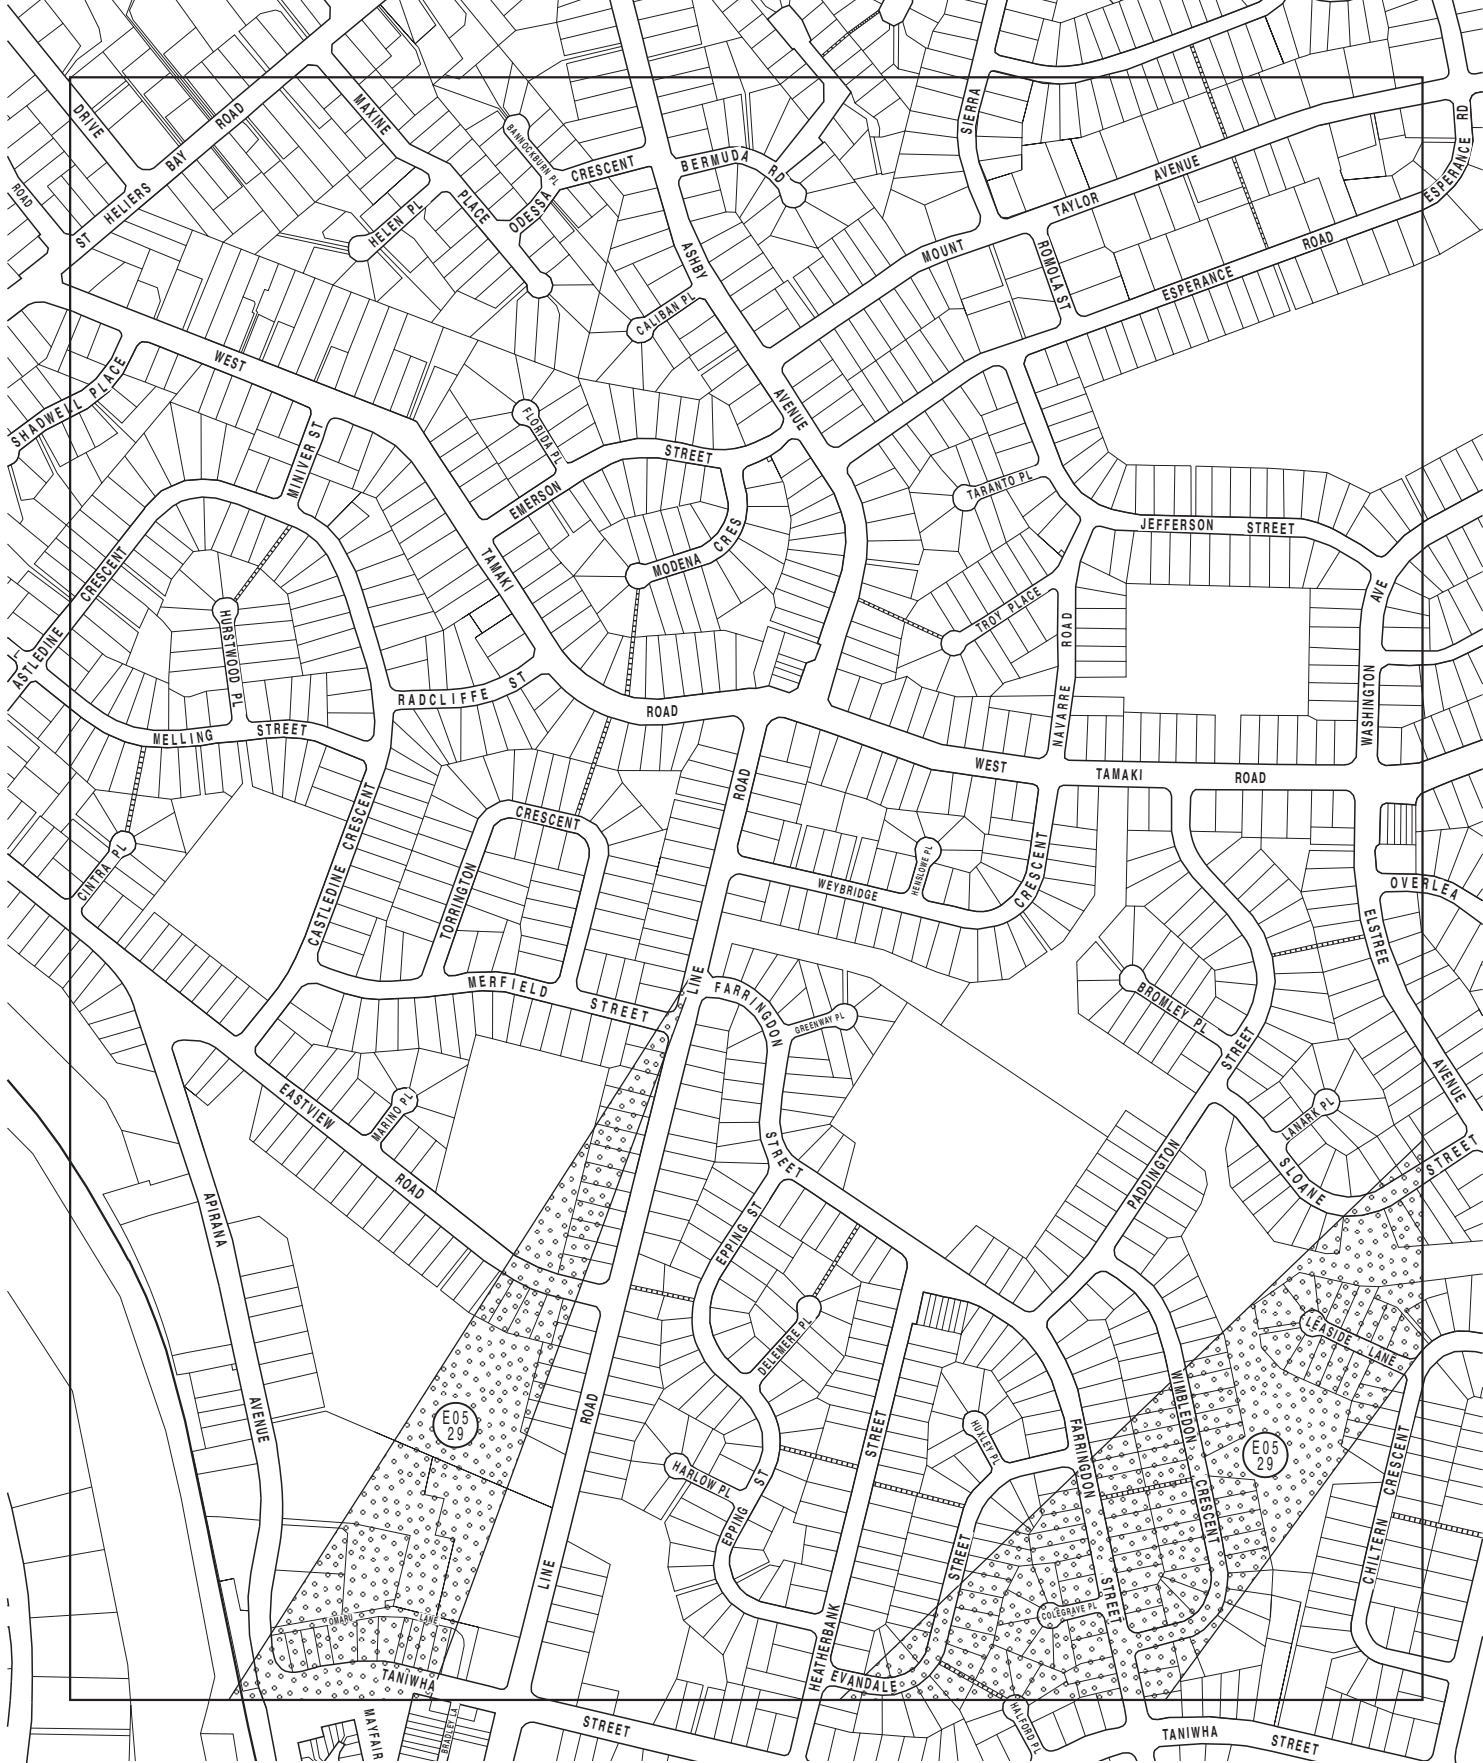 DRIVE
ROAD
ST HELIERS BAY ROAD
MAXINE PLACE
HELEN PL
BANNOCKBURN PL
ODESSA CRESCENT
BERMUDA RD
SIERRA
TAYLOR AVENUE
ESPERANCE RD
ESPERANCE ROAD
MOUNT
ROMOLA ST
ASHBY AVENUE
CALIBAN PL
SHADWELL PLACE
WEST TAMAKI ROAD
MINIVER ST
FLORIDA PL
EMERSON STREET
MODENA CRES
TARANTO PL
JEFFERSON STREET
TROY PLACE
NAVARRE ROAD
WASHINGTON AVE
CRESCENT
ASTLEDINE
HURSTWOOD PL
RADCLIFFE ST
MELLING STREET
WEST TAMAKI ROAD
CINTRA PL
CASTLEDINE CRESCENT
TORRINGTON CRESCENT
MERFIELD STREET
ROAD
LINE
WEYBRIDGE CRESCENT
HENSLOWE PL
OVERLEA
ELSTREE AVENUE
FARRINGDON STREET
GREENWAY PL
BROMLEY PL
STREET
PADDINGTON
LANARK PL
SLOANE STREET
EASTVIEW ROAD
MARINO PL
APIRANA AVENUE
EPPING ST
DELEMERE PL
LEASIDE LANE
E05
29
E05
29
ROAD
LINE
HARLOW PL
EPPING ST
STREET
HEATHERBANK
HUXLEY PL
FARRINGDON STREET
WIMBLEDON CRESCENT
CHILTERN CRESCENT
STREET
EVANDALE
COLEGRAVE PL
HALFORD PL
OMARU LANE
TANIWHA
STREET
MAYFAIR
BRADLEY LA
TANIWHA STREET